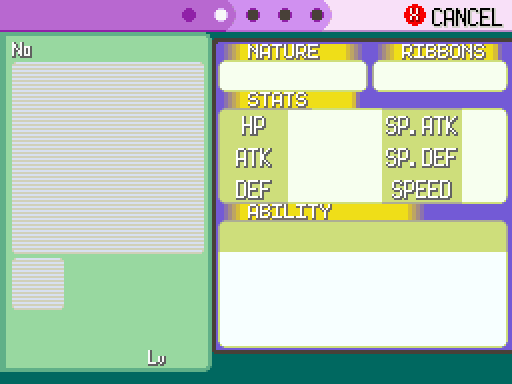 X CANCEL
No
NATURE
RIBBONS
STATS
HP
SP. ATK
ATK
SP. DEF
DEF
SPEED
ABILITY
Lv